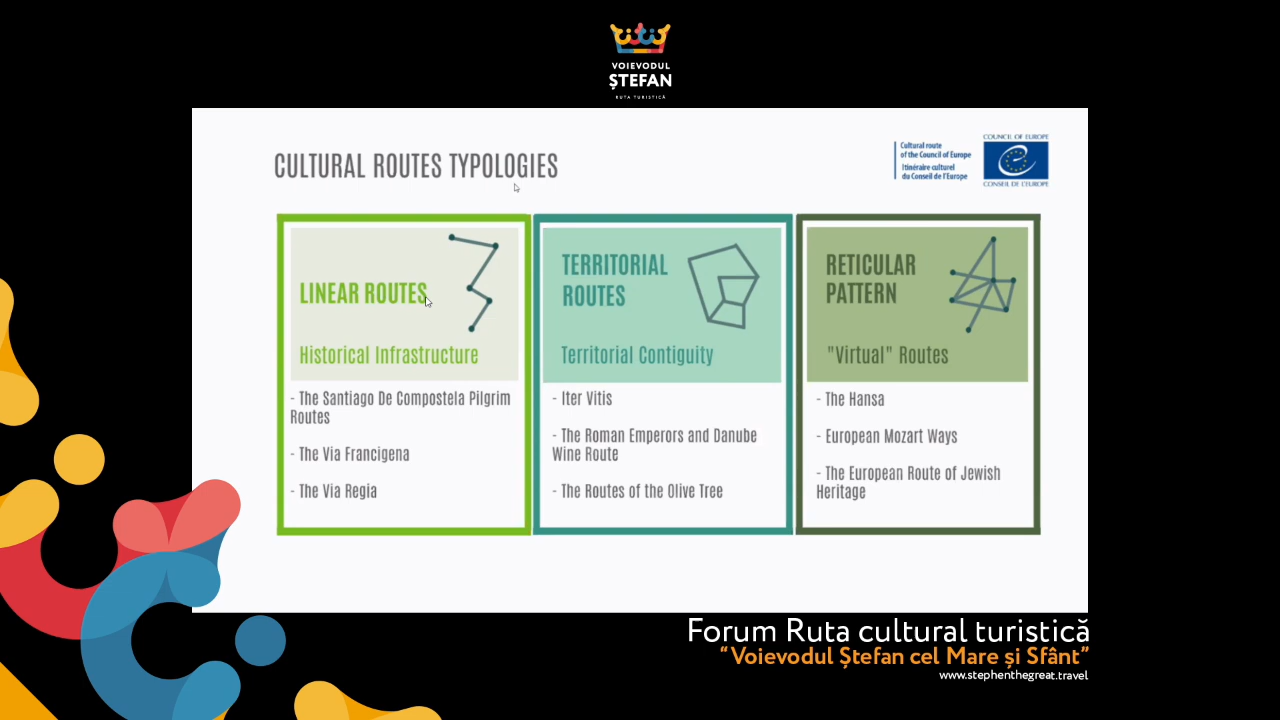 VOIEVODUL
ȘTEFAN
RUTA TURISTICĂ
CULTURAL ROUTES TYPOLOGIES
Cultural route
of the Council of Europe
Itinéraire culturel
du Conseil de l'Europe
COUNCIL OF EUROPE
CONSEIL DE L'EUROPE
LINEAR ROUTES
Historical Infrastructure
- The Santiago De Compostela Pilgrim
Routes
- The Via Francigena
- The Via Regia
TERRITORIAL
ROUTES
Territorial Contiguity
- Iter Vitis
- The Roman Emperors and Danube
Wine Route
- The Routes of the Olive Tree
RETICULAR
PATTERN
"Virtual" Routes
- The Hansa
- European Mozart Ways
- The European Route of Jewish
Heritage
Forum Ruta cultural turistică
“Voievodul Ștefan cel Mare și Sfânt”
www.stephenthegreat.travel